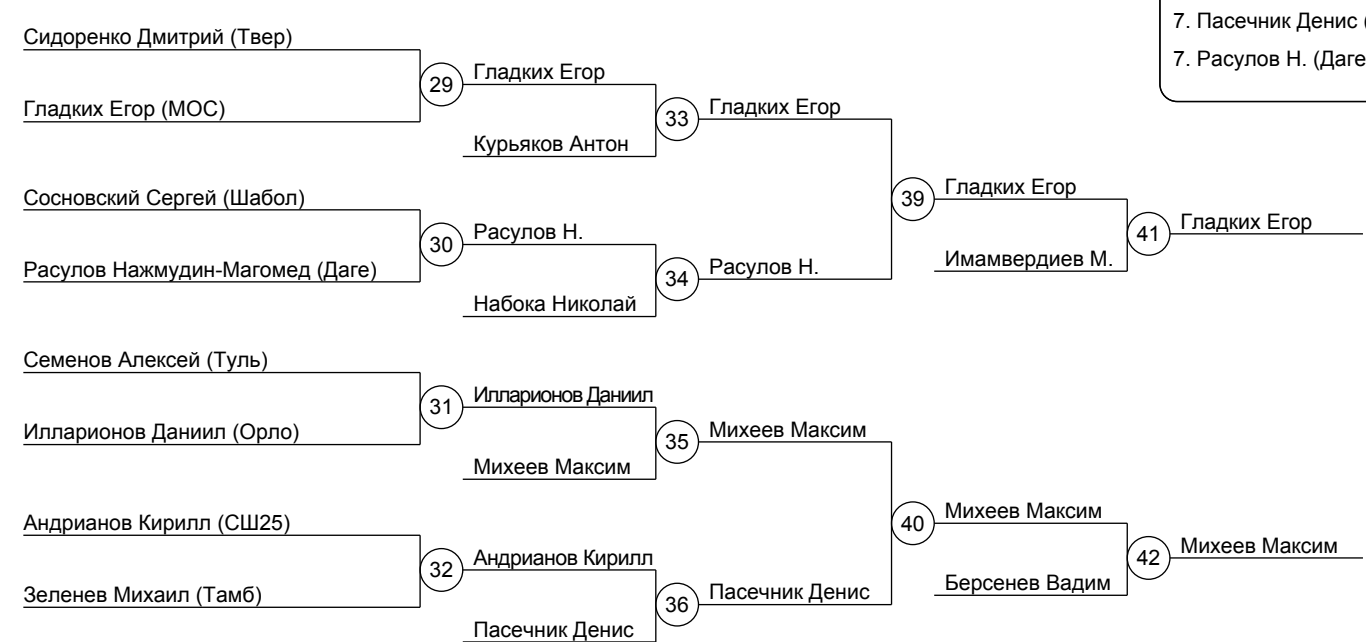 7. Пасечник Денис (
7. Расулов Н. (Даге
Сидоренко Дмитрий (Твер)
29
Гладких Егор
Гладких Егор (МОС)
33
Гладких Егор
Курьяков Антон
Сосновский Сергей (Шабол)
39
Гладких Егор
30
Расулов Н.
41
Гладких Егор
Расулов Нажмудин-Магомед (Даге)
34
Расулов Н.
Имамвердиев М.
Набока Николай
Семенов Алексей (Туль)
31
Илларионов Даниил
Илларионов Даниил (Орло)
35
Михеев Максим
Михеев Максим
Андрианов Кирилл (СШ25)
40
Михеев Максим
32
Андрианов Кирилл
42
Михеев Максим
Зеленев Михаил (Тамб)
36
Пасечник Денис
Берсенев Вадим
Пасечник Денис